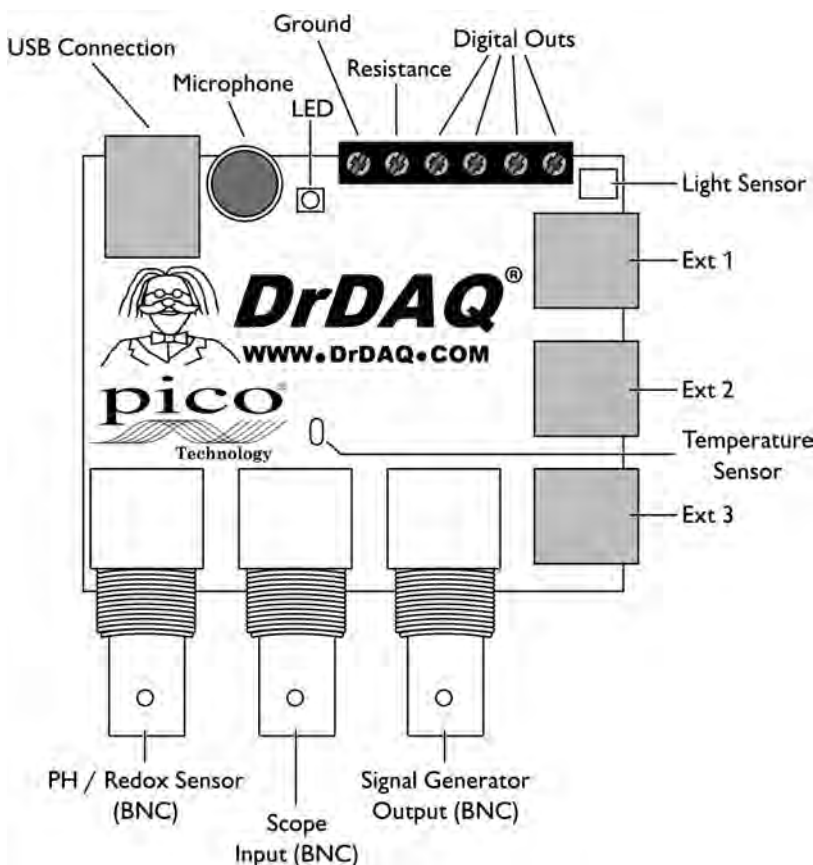 Ground
Digital Outs
USB Connection
Resistance
Microphone
LED
Light Sensor
Ext 1
DrDAQ®
WWW•DrDAQ•COM
Ext 2
pico®
Technology
Temperature
Sensor
Ext 3
PH / Redox Sensor
(BNC)
Scope
Input (BNC)
Signal Generator
Output (BNC)